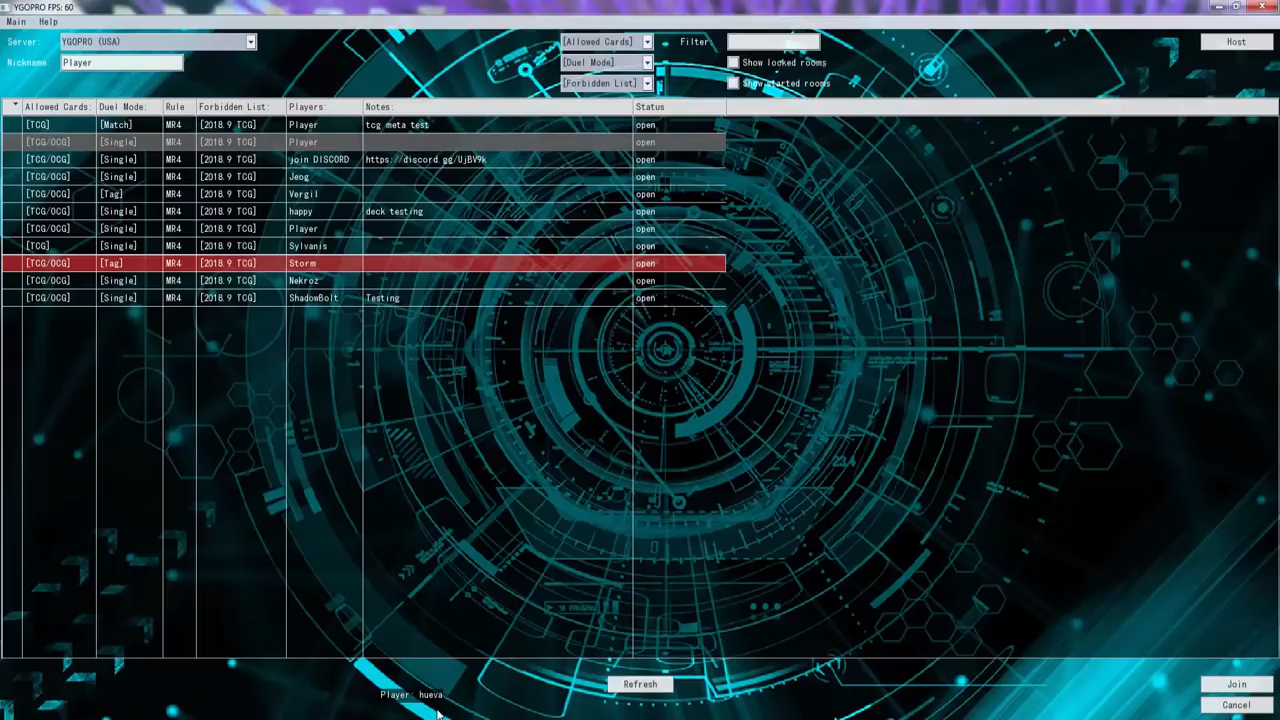 YGOPRO FPS: 60
Main Help
Server: YGOPRO (USA) [Allowed Cards] Filter Host
Nickname Player [Duel Mode] Show locked rooms
[Forbidden List] Show started rooms
Allowed Cards: Duel Mode: Rule Forbidden List: Players: Notes: Status
[TCG] [Match] MR4 [2018.9 TCG] Player tcg meta test open
[TCG/OCG] [Single] MR4 [2018.9 TCG] Player open
[TCG/OCG] [Single] MR4 [2018.9 TCG] join DISCORD https://discord.gg/UjBV9k open
[TCG/OCG] [Single] MR4 [2018.9 TCG] Jeog open
[TCG/OCG] [Tag] MR4 [2018.9 TCG] Vergil open
[TCG/OCG] [Single] MR4 [2018.9 TCG] happy deck testing open
[TCG/OCG] [Single] MR4 [2018.9 TCG] Player open
[TCG] [Single] MR4 [2018.9 TCG] Sylvanis open
[TCG/OCG] [Tag] MR4 [2018.9 TCG] Storm open
[TCG/OCG] [Single] MR4 [2018.9 TCG] Nekroz open
[TCG/OCG] [Single] MR4 [2018.9 TCG] ShadowBolt Testing open
23.4
Refresh Join
Player: hueva
Cancel